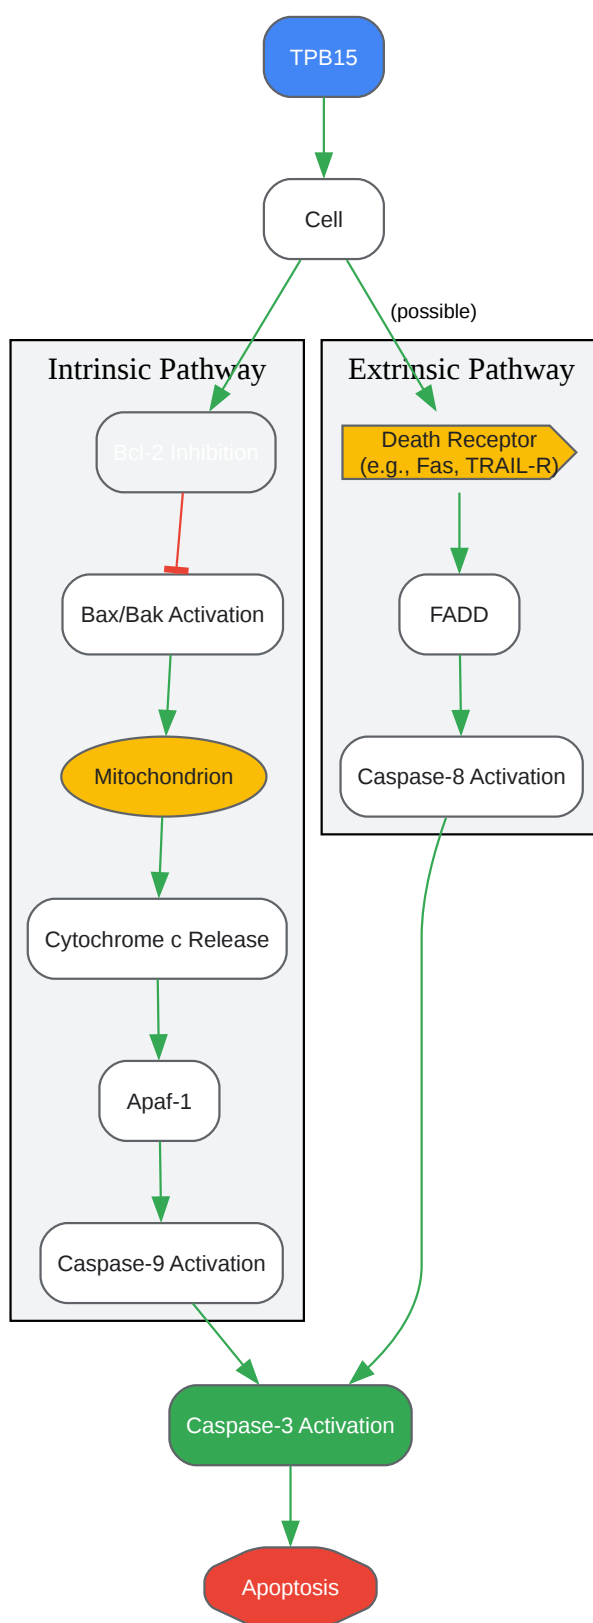 TPB15
Cell
(possible)
Intrinsic Pathway
Extrinsic Pathway
Bcl-2 Inhibition
Death Receptor
(e.g., Fas, TRAIL-R)
Bax/Bak Activation
FADD
Mitochondrion
Caspase-8 Activation
Cytochrome c Release
Apaf-1
Caspase-9 Activation
Caspase-3 Activation
Apoptosis